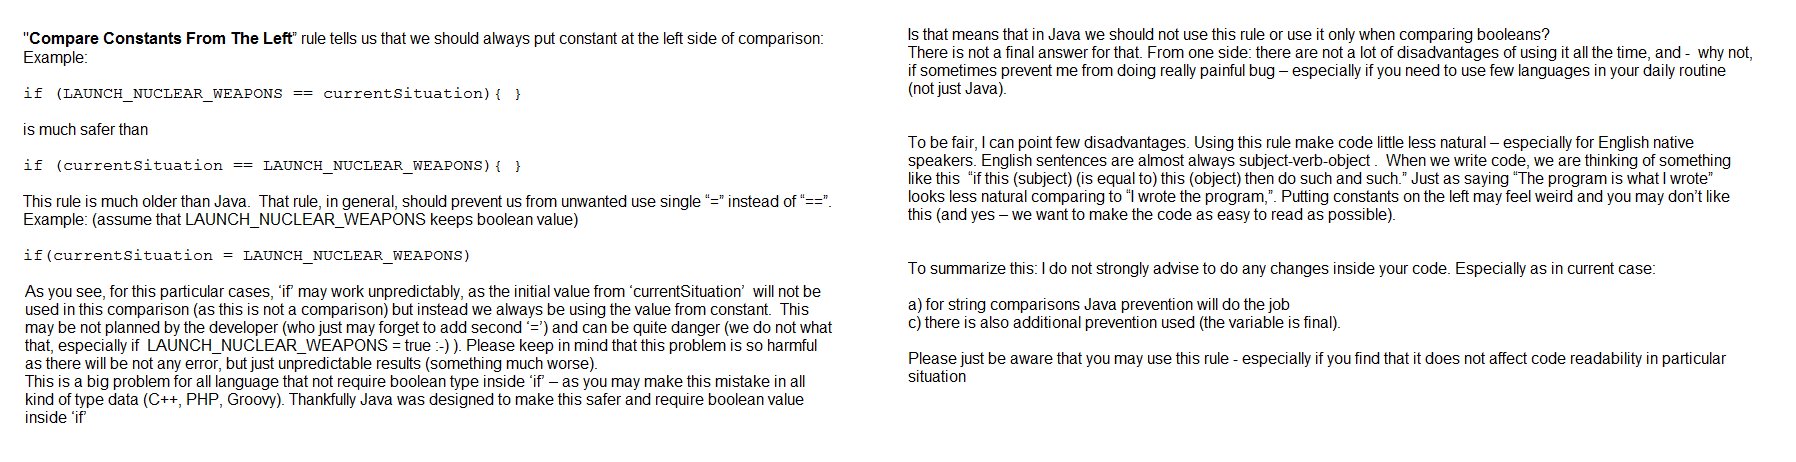 "Compare Constants From The Left” rule tells us that we should always put constant at the left side of comparison:
Example:
if (LAUNCH_NUCLEAR_WEAPONS == currentSituation){ }
is much safer than
if (currentSituation == LAUNCH_NUCLEAR_WEAPONS){ }
This rule is much older than Java.  That rule, in general, should prevent us from unwanted use single “=” instead of “==”.
Example: (assume that LAUNCH_NUCLEAR_WEAPONS keeps boolean value)
if(currentSituation = LAUNCH_NUCLEAR_WEAPONS)
As you see, for this particular cases, ‘if’ may work unpredictably, as the initial value from ‘currentSituation’  will not be
used in this comparison (as this is not a comparison) but instead we always be using the value from constant.  This
may be not planned by the developer (who just may forget to add second ‘=’) and can be quite danger (we do not what
that, especially if  LAUNCH_NUCLEAR_WEAPONS = true :-) ). Please keep in mind that this problem is so harmful
as there will be not any error, but just unpredictable results (something much worse).
This is a big problem for all language that not require boolean type inside ‘if’ – as you may make this mistake in all
kind of type data (C++, PHP, Groovy). Thankfully Java was designed to make this safer and require boolean value
inside ‘if’
Is that means that in Java we should not use this rule or use it only when comparing booleans?
There is not a final answer for that. From one side: there are not a lot of disadvantages of using it all the time, and -  why not,
if sometimes prevent me from doing really painful bug – especially if you need to use few languages in your daily routine
(not just Java).
To be fair, I can point few disadvantages. Using this rule make code little less natural – especially for English native
speakers. English sentences are almost always subject-verb-object .  When we write code, we are thinking of something
like this  “if this (subject) (is equal to) this (object) then do such and such.” Just as saying “The program is what I wrote”
looks less natural comparing to “I wrote the program,”. Putting constants on the left may feel weird and you may don’t like
this (and yes – we want to make the code as easy to read as possible).
To summarize this: I do not strongly advise to do any changes inside your code. Especially as in current case:
a) for string comparisons Java prevention will do the job
c) there is also additional prevention used (the variable is final).
Please just be aware that you may use this rule - especially if you find that it does not affect code readability in particular
situation